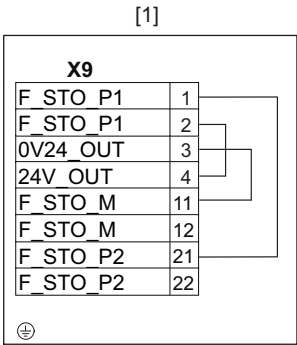 [1]
X9
F_STO_P1 1
F_STO_P1 2
0V24_OUT 3
24V_OUT 4
F_STO_M 11
F_STO_M 12
F_STO_P2 21
F_STO_P2 22